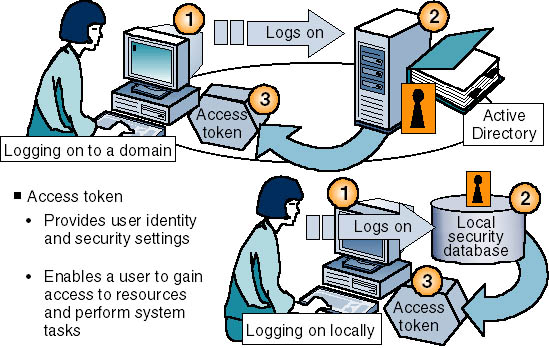 1
Logs on
2
3
Access
token
Active
Directory
Logging on to a domain
Access token
• Provides user identity
and security settings
• Enables a user to gain
access to resources
and perform system
tasks
1
Logs on
2
Local
security
database
3
Access
token
Logging on locally